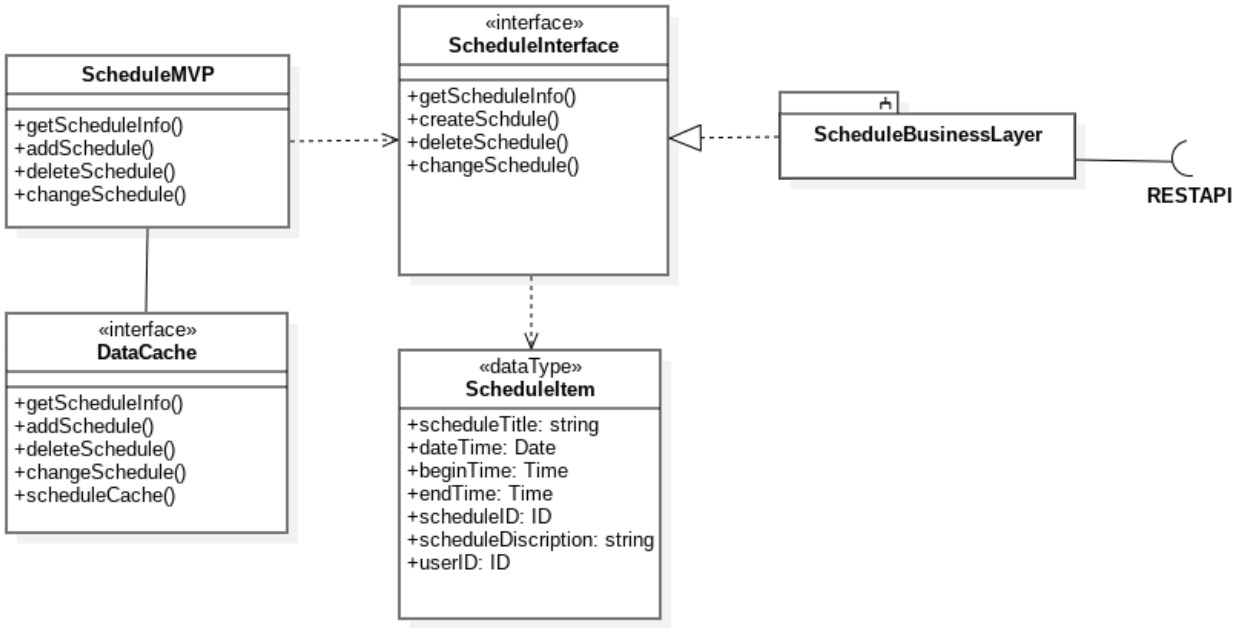 ScheduleMVP
+getScheduleInfo()
+addSchedule()
+deleteSchedule()
+changeSchedule()
«interface»
ScheduleInterface
+getScheduleInfo()
+createSchdule()
+deleteSchedule()
+changeSchedule()
ScheduleBusinessLayer
RESTAPI
«interface»
DataCache
+getScheduleInfo()
+addSchedule()
+deleteSchedule()
+changeSchedule()
+scheduleCache()
«dataType»
ScheduleItem
+scheduleTitle: string
+dateTime: Date
+beginTime: Time
+endTime: Time
+scheduleID: ID
+scheduleDiscription: string
+userID: ID